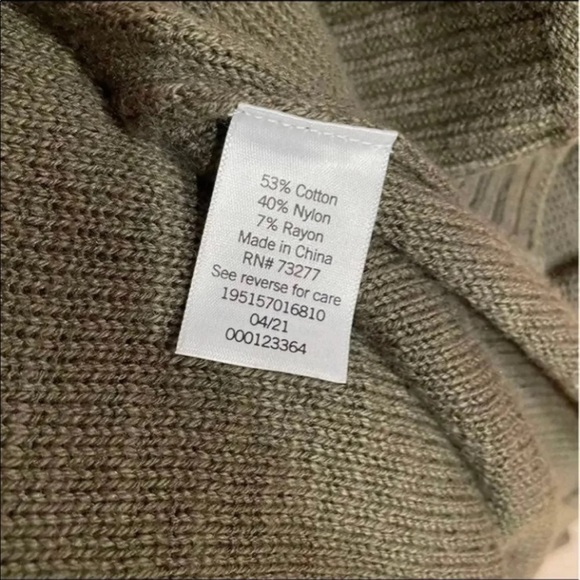 53% Cotton
40% Nylon
7% Rayon
Made in China
RN# 73277
See reverse for care
195157016810
04/21
000123364